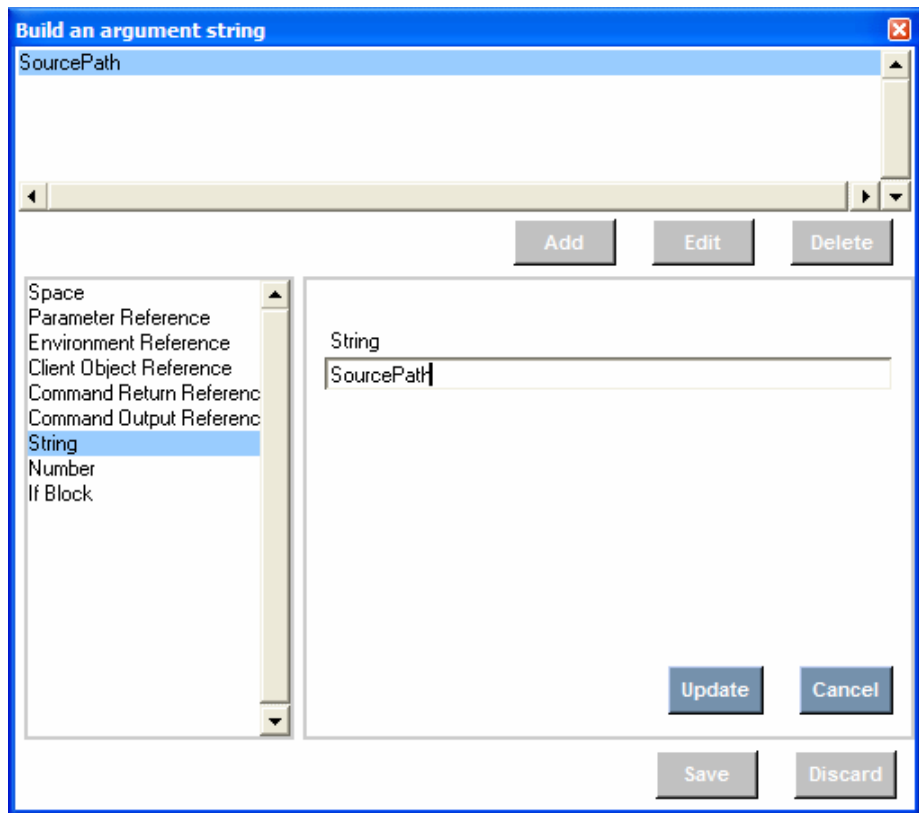 Build an argument string
SourcePath
Add Edit Delete
Space
Parameter Reference
Environment Reference
Client Object Reference
Command Return Referenc
Command Output Referenc
String
Number
If Block
String
SourcePath
Update Cancel
Save Discard